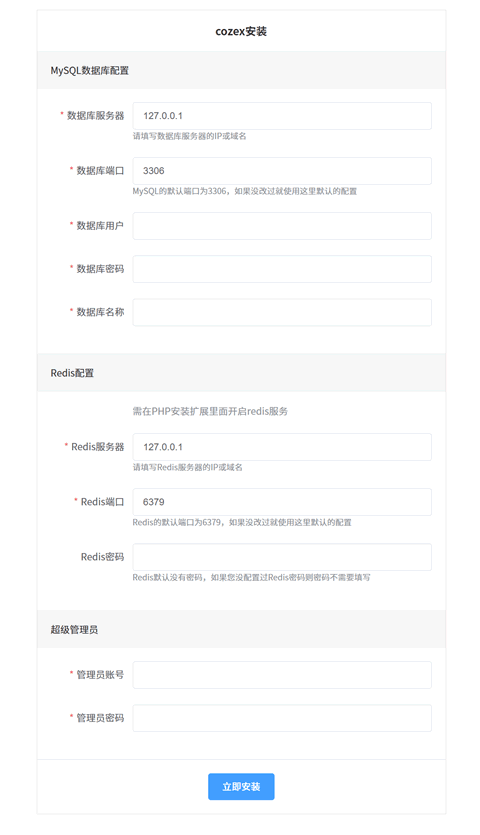 cozex安装
MySQL数据库配置
* 数据库服务器 127.0.0.1
请填写数据库服务器的IP或域名
* 数据库端口 3306
MySQL的默认端口为3306，如果没改过就使用这里默认的配置
* 数据库用户
* 数据库密码
* 数据库名称
Redis配置
需在PHP安装扩展里面开启redis服务
* Redis服务器 127.0.0.1
请填写Redis服务器的IP或域名
* Redis端口 6379
Redis的默认端口为6379，如果没改过就使用这里默认的配置
Redis密码
Redis默认没有密码，如果您没配置过Redis密码则密码不需要填写
超级管理员
* 管理员账号
* 管理员密码
立即安装